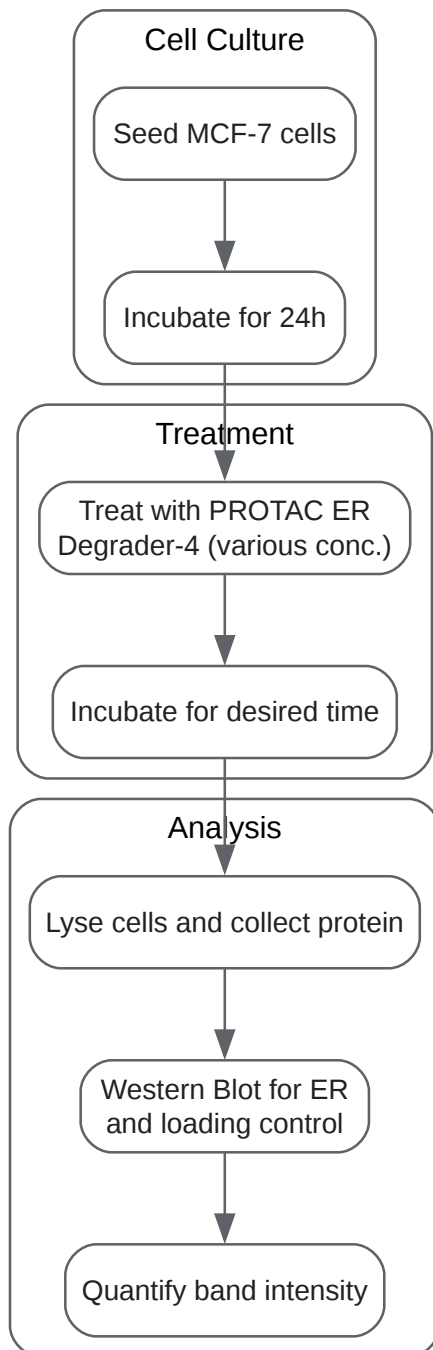 Cell Culture
Seed MCF-7 cells
Incubate for 24h
Treatment
Treat with PROTAC ER
Degrader-4 (various conc.)
Incubate for desired time
Analysis
Lyse cells and collect protein
Western Blot for ER
and loading control
Quantify band intensity